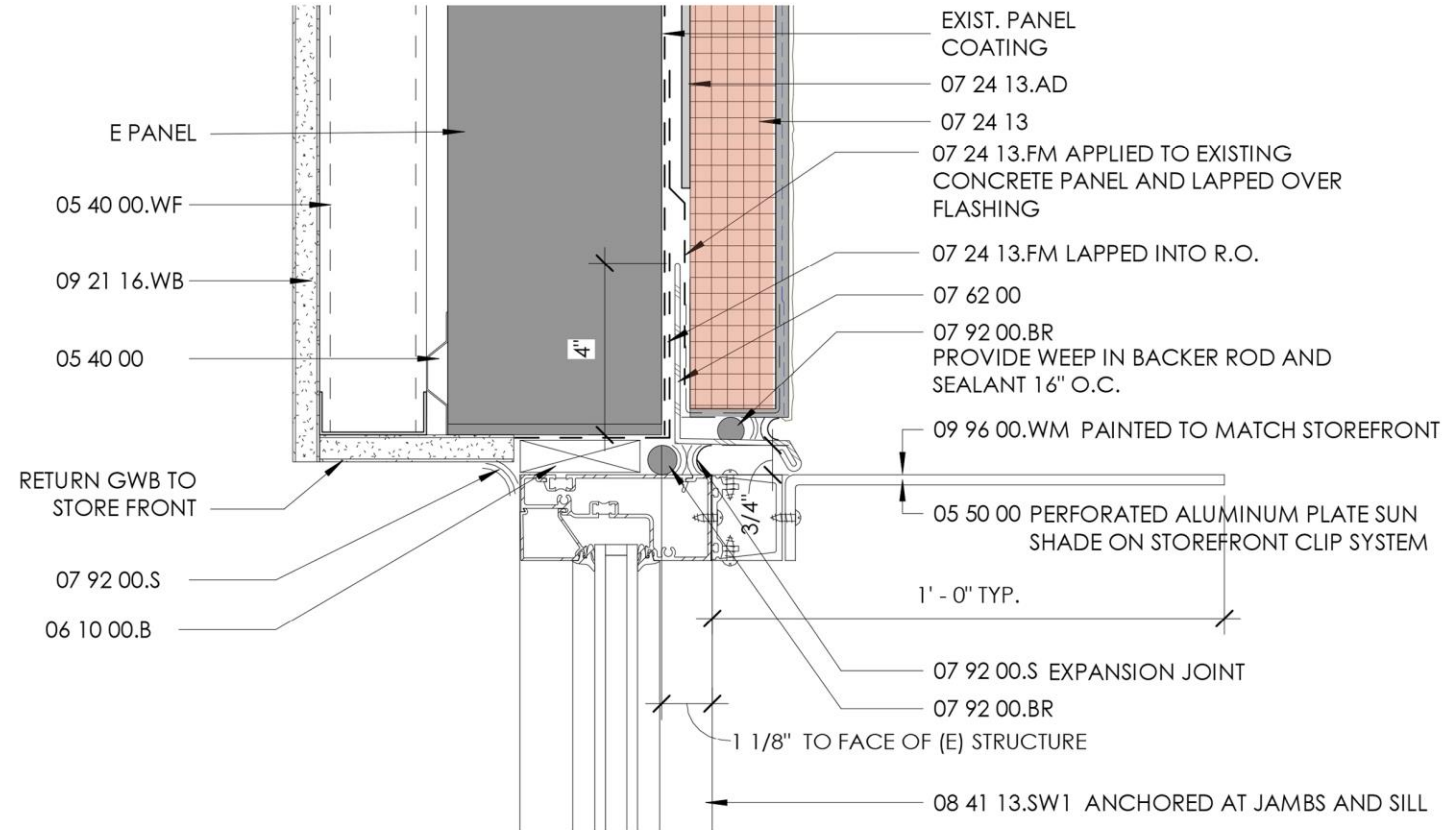 EXIST. PANEL
COATING
07 24 13.AD
07 24 13
07 24 13.FM APPLIED TO EXISTING
CONCRETE PANEL AND LAPPED OVER
FLASHING
07 24 13.FM LAPPED INTO R.O.
07 62 00
07 92 00.BR
PROVIDE WEEP IN BACKER ROD AND
SEALANT 16" O.C.
09 96 00.WM PAINTED TO MATCH STOREFRONT
05 50 00 PERFORATED ALUMINUM PLATE SUN
SHADE ON STOREFRONT CLIP SYSTEM
1' - 0" TYP.
07 92 00.S EXPANSION JOINT
07 92 00.BR
1 1/8" TO FACE OF (E) STRUCTURE
08 41 13.SW1 ANCHORED AT JAMBS AND SILL
E PANEL
05 40 00.WF
09 21 16.WB
05 40 00
RETURN GWB TO
STORE FRONT
07 92 00.S
06 10 00.B
4"
3/4"